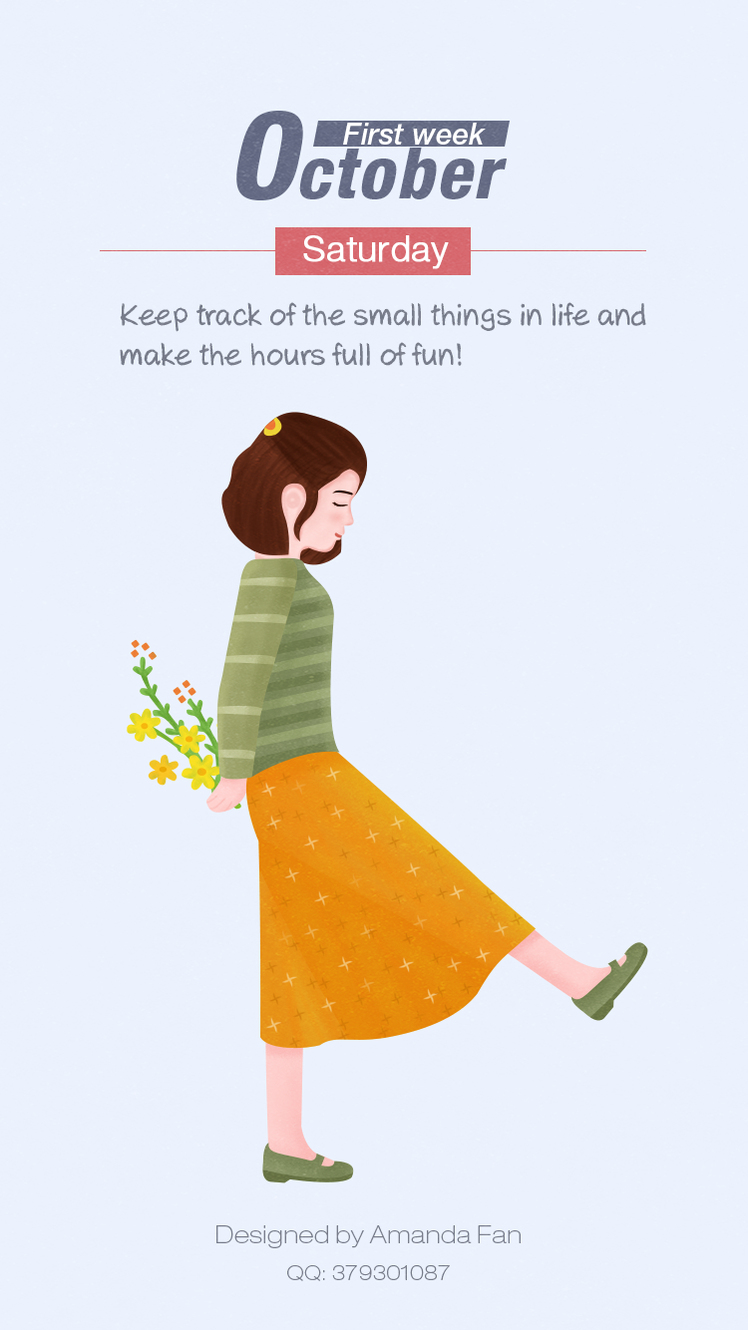 First week
October
Saturday
Keep track of the small things in life and
make the hours full of fun!
Designed by Amanda Fan
QQ: 379301087